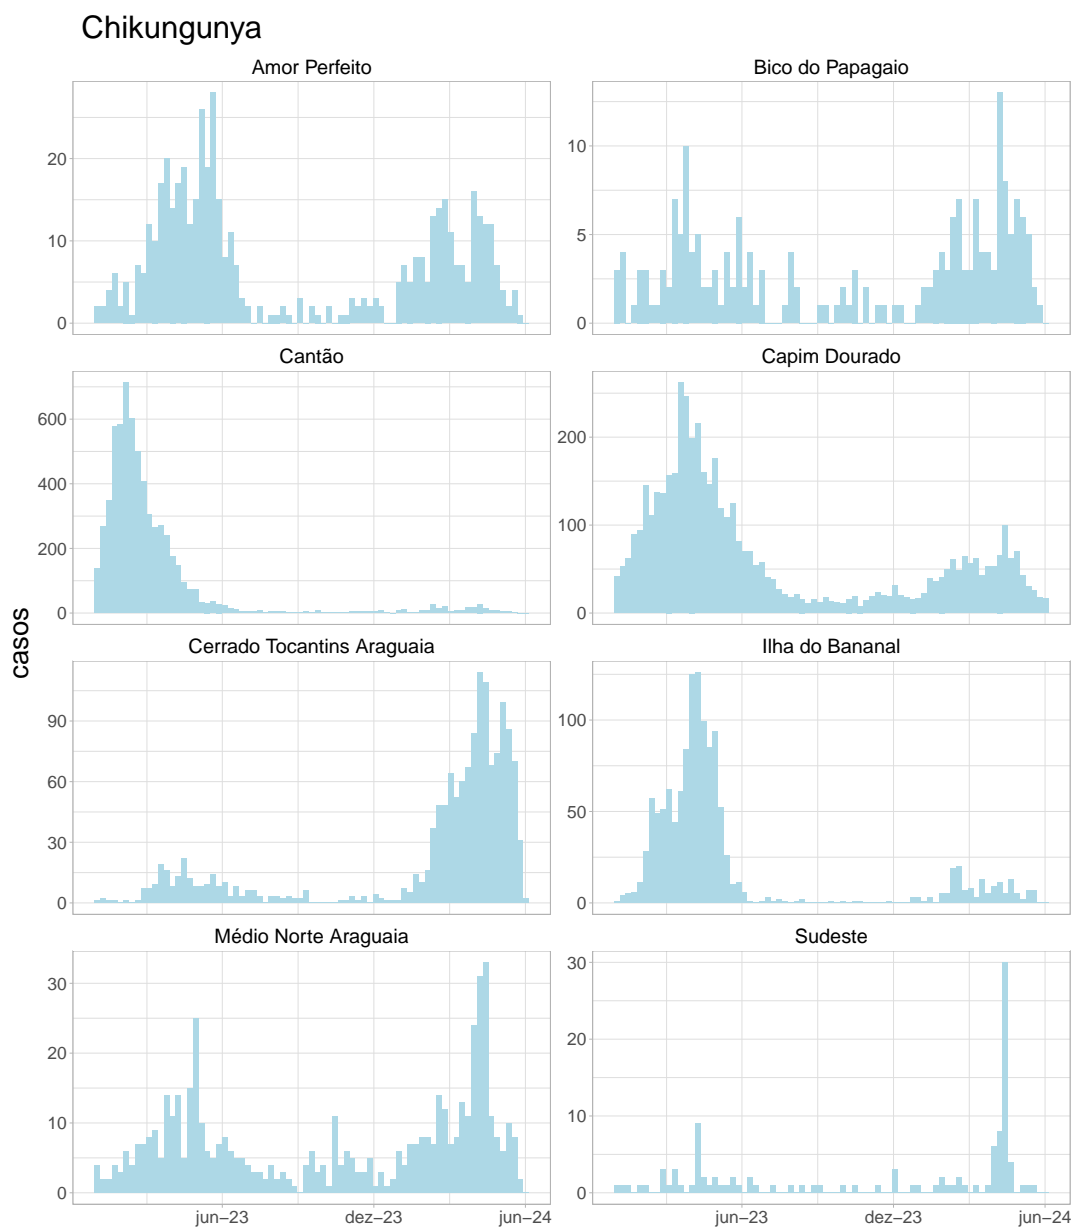 Chikungunya
Amor Perfeito
Bico do Papagaio
20
10
0
10
5
0
Cantão
Capim Dourado
600
400
200
0
200
100
0
casos
Cerrado Tocantins Araguaia
Ilha do Bananal
90
60
30
0
100
50
0
Médio Norte Araguaia
Sudeste
30
20
10
0
30
20
10
0
jun–23 dez–23 jun–24
jun–23 dez–23 jun–24